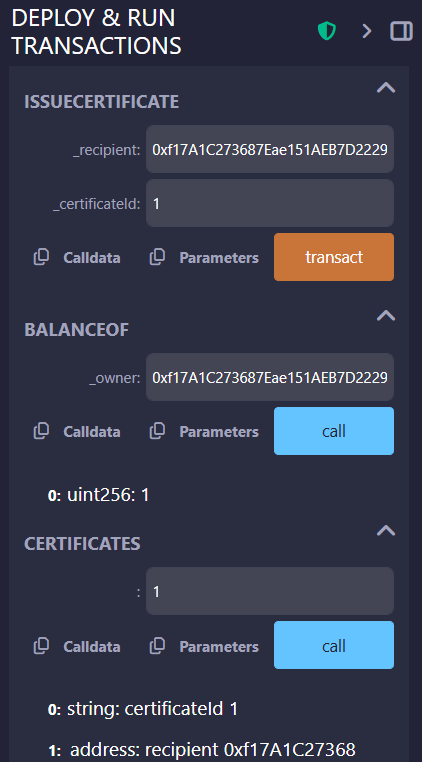 DEPLOY & RUN
TRANSACTIONS
ISSUECERTIFICATE
_recipient: 0xf17A1C273687Eae151AEB7D2229
_certificateId: 1
Calldata Parameters transact
BALANCEOF
_owner: 0xf17A1C273687Eae151AEB7D2229
Calldata Parameters call
0: uint256: 1
CERTIFICATES
: 1
Calldata Parameters call
0: string: certificateId 1
1: address: recipient 0xf17A1C27368